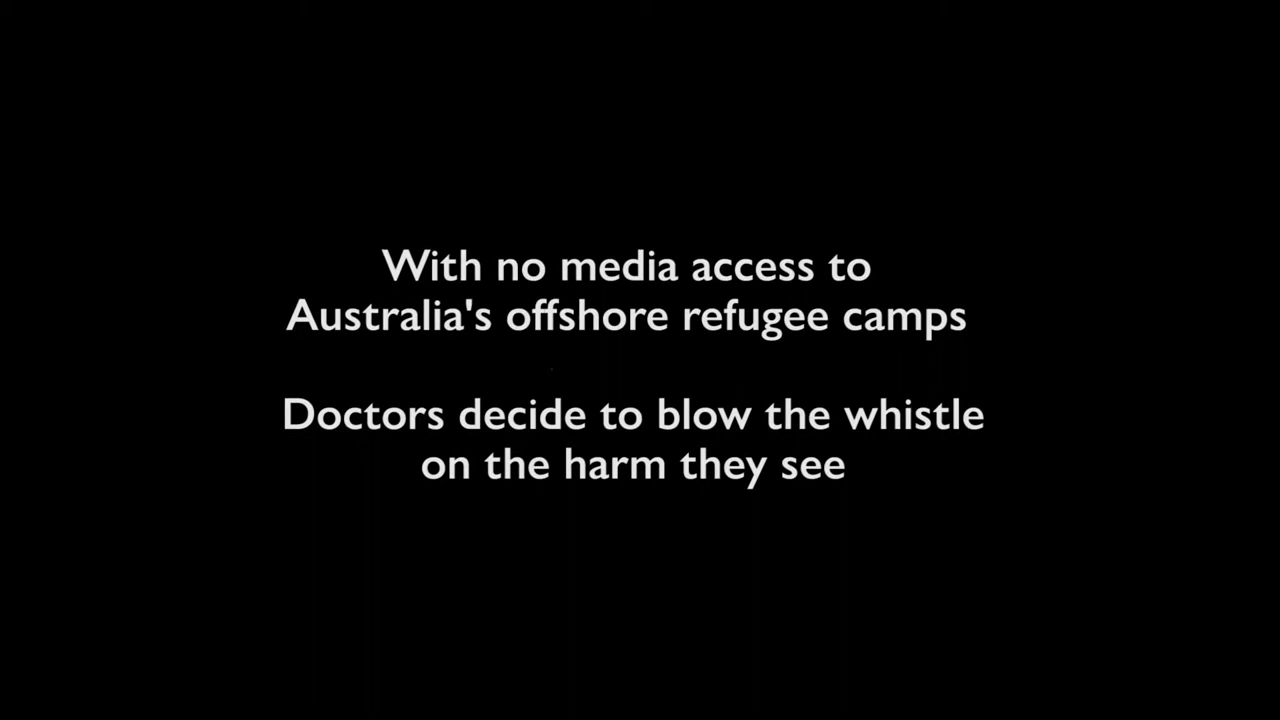 With no media access to
Australia's offshore refugee camps
Doctors decide to blow the whistle
on the harm they see